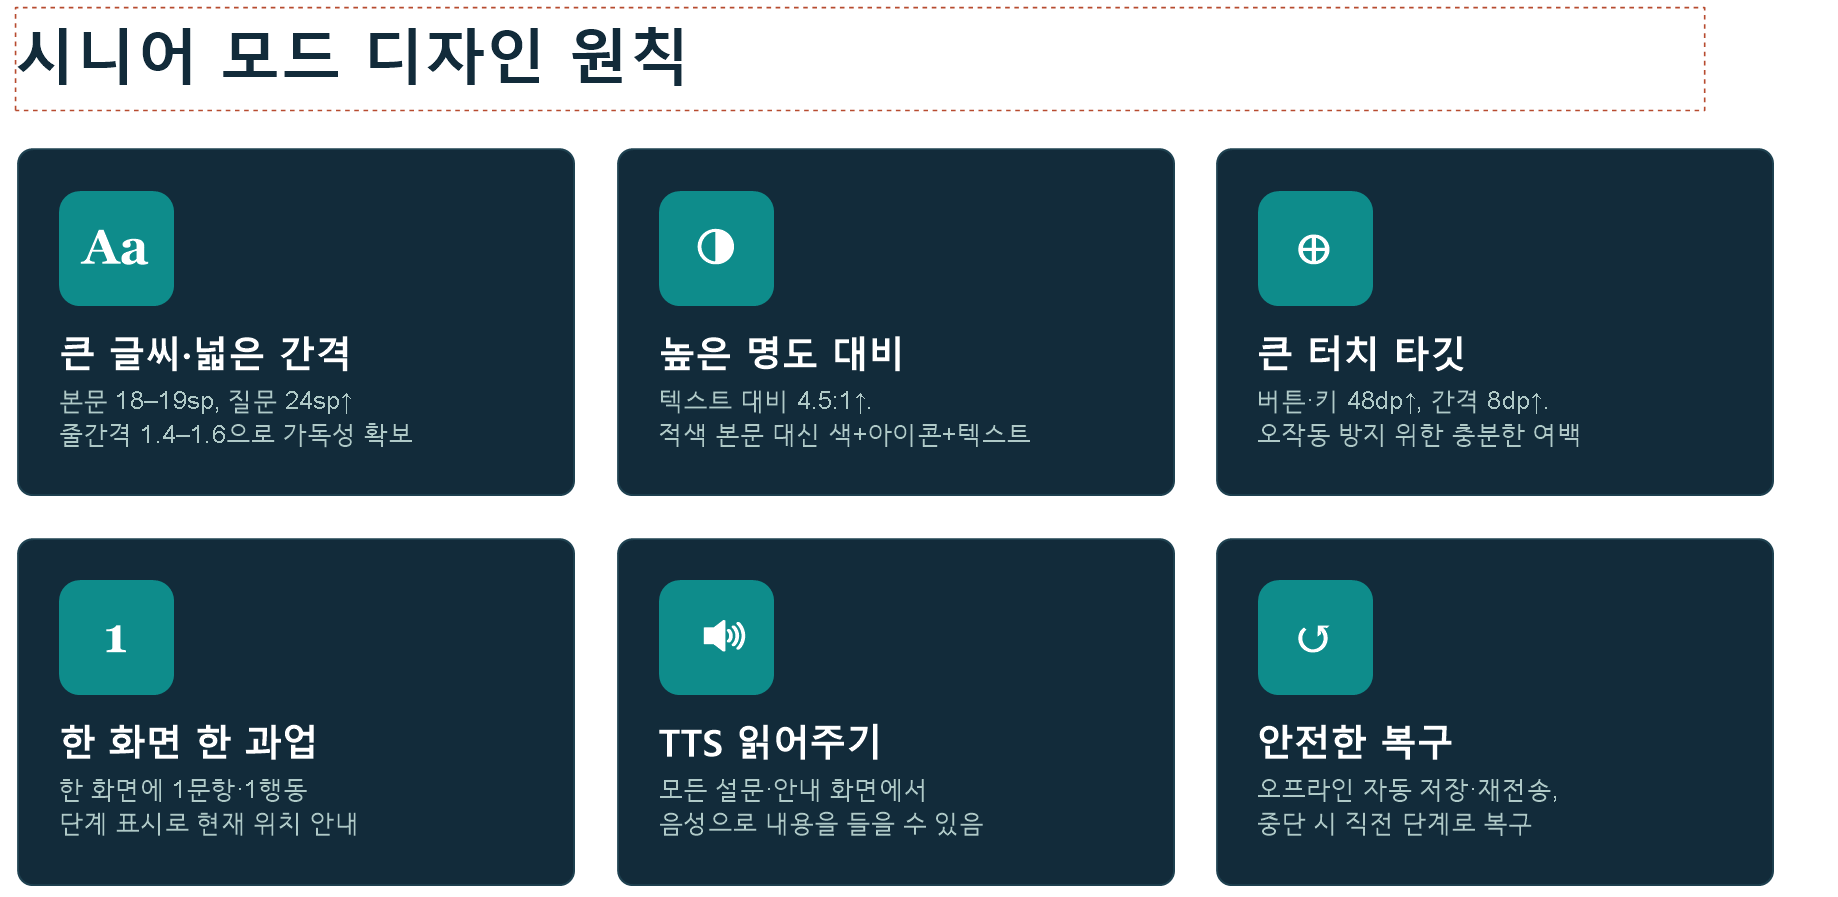 시니어 모드 디자인 원칙
Aa
큰 글씨·넓은 간격
본문 18–19sp, 질문 24sp↑
줄간격 1.4–1.6으로 가독성 확보
높은 명도 대비
텍스트 대비 4.5:1↑.
적색 본문 대신 색+아이콘+텍스트
큰 터치 타깃
버튼·키 48dp↑, 간격 8dp↑.
오작동 방지 위한 충분한 여백
1
한 화면 한 과업
한 화면에 1문항·1행동
단계 표시로 현재 위치 안내
TTS 읽어주기
모든 설문·안내 화면에서
음성으로 내용을 들을 수 있음
안전한 복구
오프라인 자동 저장·재전송,
중단 시 직전 단계로 복구